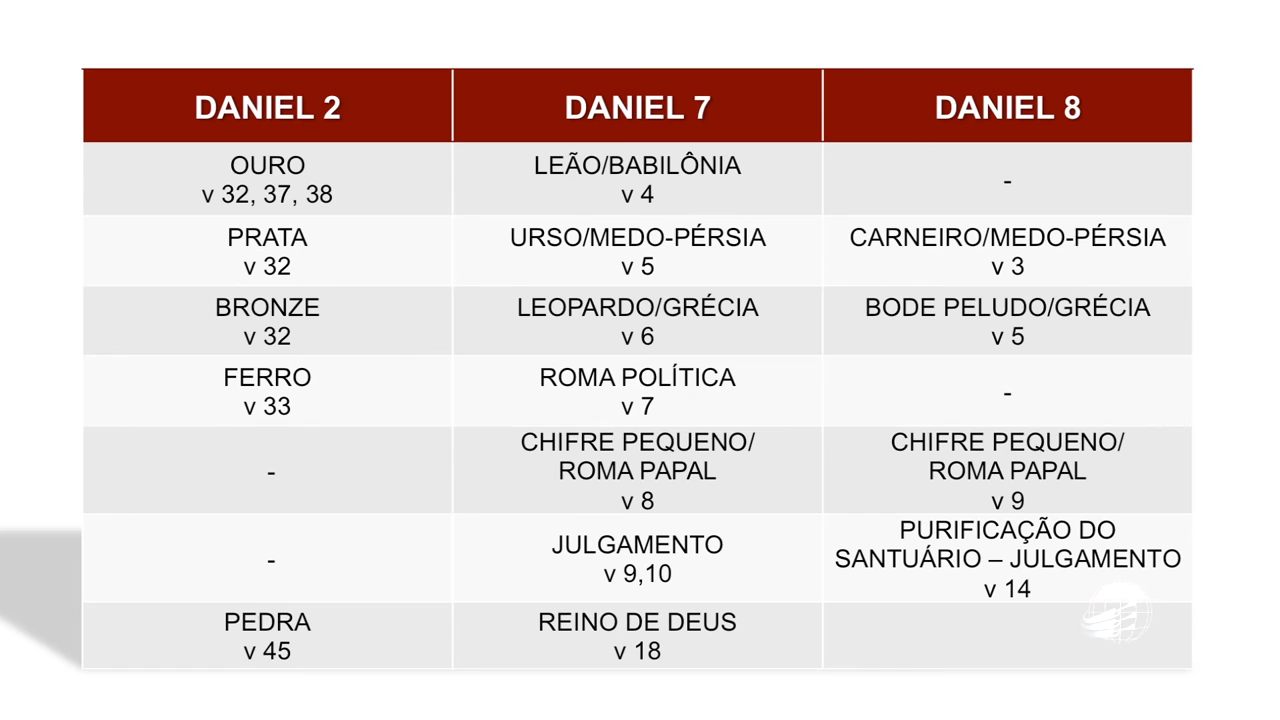 DANIEL 2
DANIEL 7
DANIEL 8
OURO
v 32, 37, 38
LEÃO/BABILÔNIA
v 4
-
PRATA
v 32
URSO/MEDO-PÉRSIA
v 5
CARNEIRO/MEDO-PÉRSIA
v 3
BRONZE
v 32
LEOPARDO/GRÉCIA
v 6
BODE PELUDO/GRÉCIA
v 5
FERRO
v 33
ROMA POLÍTICA
v 7
-
-
CHIFRE PEQUENO/
ROMA PAPAL
v 8
CHIFRE PEQUENO/
ROMA PAPAL
v 9
-
JULGAMENTO
v 9,10
PURIFICAÇÃO DO
SANTUÁRIO – JULGAMENTO
v 14
PEDRA
v 45
REINO DE DEUS
v 18